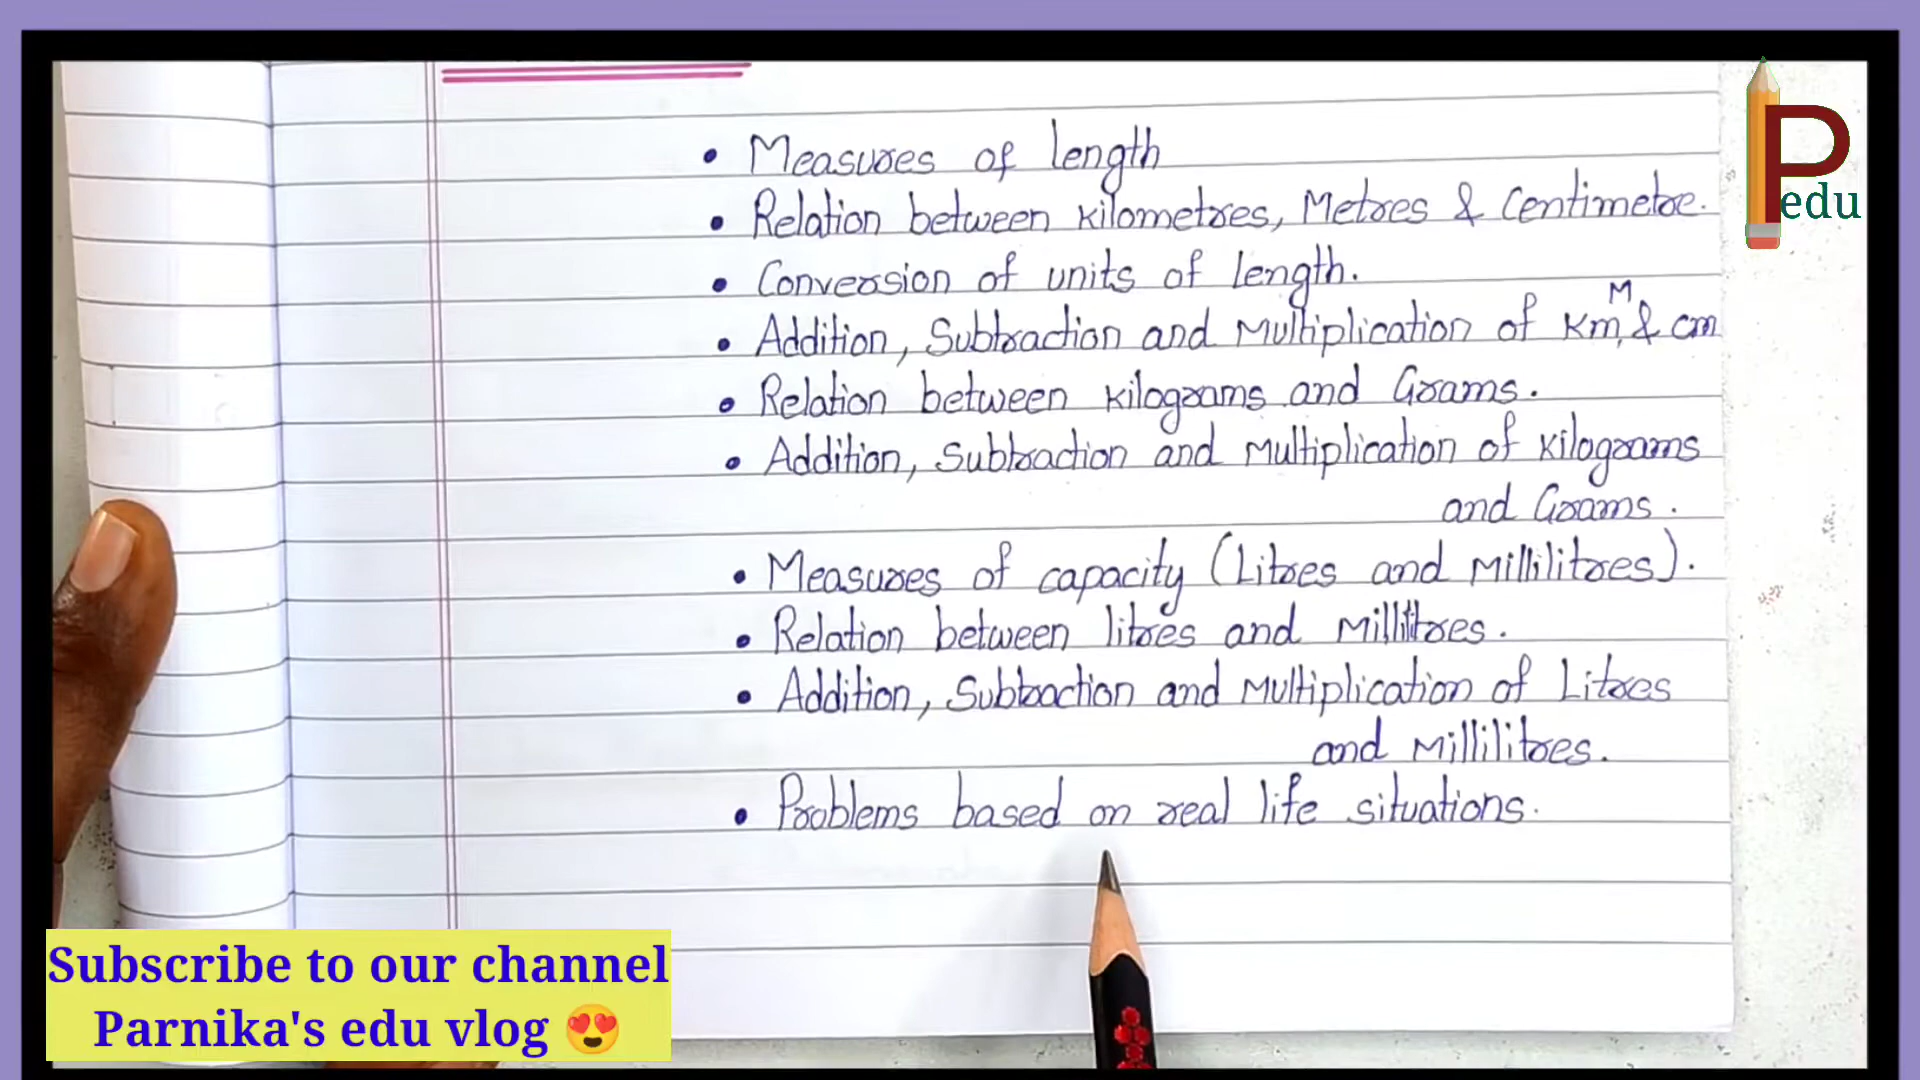 • Measures of length
• Relation between kilometres, Metres & Centimetre.
• Conversion of units of length.
• Addition, Subtraction and Multiplication of Km, M & cm
• Relation between kilograms and Grams.
• Addition, Subtraction and Multiplication of kilograms
and Grams.
• Measures of capacity (Litres and Millilitres).
• Relation between litres and Millitres.
• Addition, Subtraction and Multiplication of Litres
and Millilitres.
• Problems based on real life situations.
P
edu
Subscribe to our channel
Parnika's edu vlog 😍